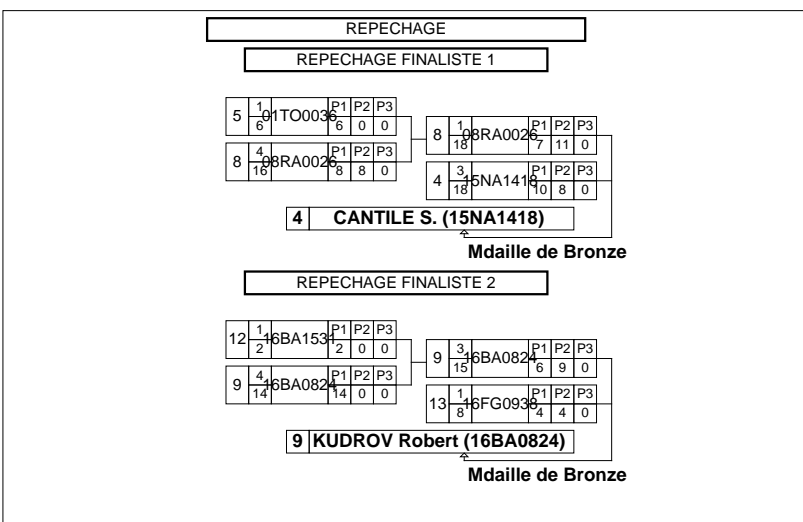 REPECHAGE
REPECHAGE FINALISTE 1
5 1 6 01TO0036 P1 P2 P3 6 0 0
8 4 16 08RA0026 P1 P2 P3 8 8 0
8 1 18 08RA0026 P1 P2 P3 7 11 0
4 3 18 15NA1418 P1 P2 P3 10 8 0
4 CANTILE S. (15NA1418)
Mdaille de Bronze
REPECHAGE FINALISTE 2
12 1 2 16BA1531 P1 P2 P3 2 0 0
9 4 14 16BA0824 P1 P2 P3 14 0 0
9 3 15 16BA0824 P1 P2 P3 6 9 0
13 1 8 16FG0938 P1 P2 P3 4 4 0
9 KUDROV Robert (16BA0824)
Mdaille de Bronze